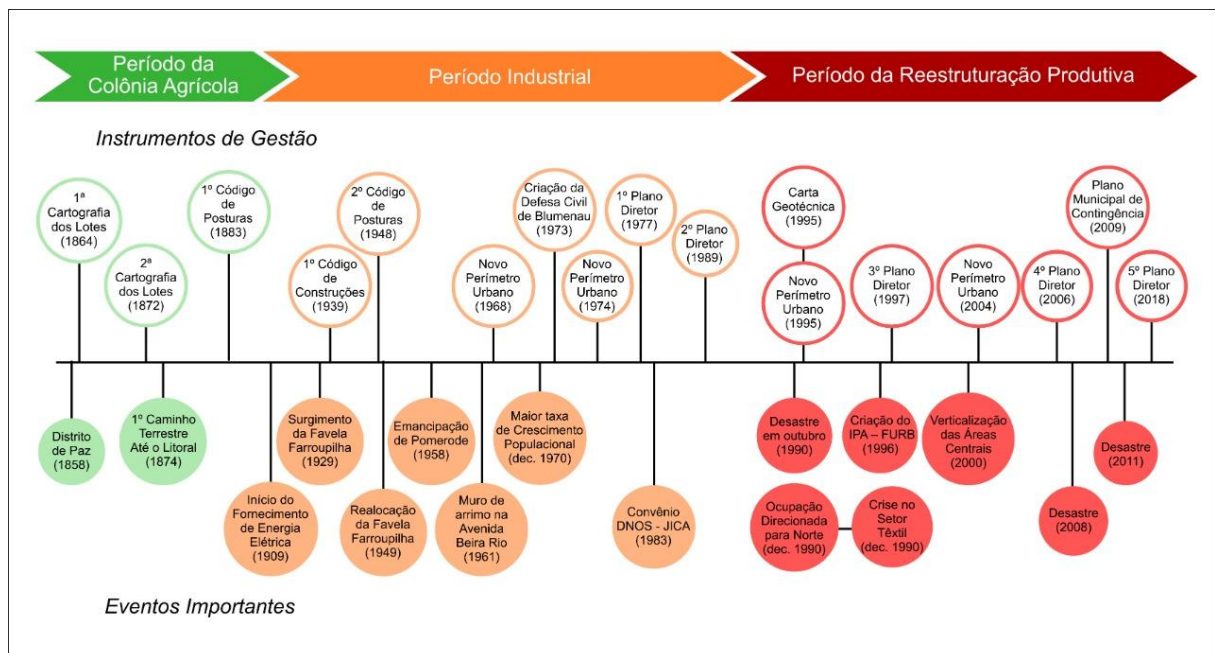 Período da
Colônia Agrícola
Período Industrial
Período da Reestruturação Produtiva
Instrumentos de Gestão
1ª
Cartografia
dos Lotes
(1864)
2ª
Cartografia
dos Lotes
(1872)
1º Código
de
Posturas
(1883)
1º Código
de
Construções
(1939)
2º Código
de
Posturas
(1948)
Novo
Perímetro
Urbano
(1968)
Criação da
Defesa Civil
de Blumenau
(1973)
Novo
Perímetro
Urbano
(1974)
1º Plano
Diretor
(1977)
2º Plano
Diretor
(1989)
Carta
Geotécnica
(1995)
Novo
Perímetro
Urbano
(1995)
3º Plano
Diretor
(1997)
Novo
Perímetro
Urbano
(2004)
4º Plano
Diretor
(2006)
Plano
Municipal de
Contingência
(2009)
5º Plano
Diretor
(2018)
Distrito
de Paz
(1858)
1º Caminho
Terrestre
Até o Litoral
(1874)
Início do
Fornecimento
de Energia
Elétrica
(1909)
Surgimento
da Favela
Farroupilha
(1929)
Realocação
da Favela
Farroupilha
(1949)
Emancipação
de Pomerode
(1958)
Muro de
arrimo na
Avenida
Beira Rio
(1961)
Maior taxa
de Crescimento
Populacional
(dec. 1970)
Convênio
DNOS - JICA
(1983)
Desastre
em outubro
(1990)
Ocupação
Direcionada
para Norte
(dec. 1990)
Criação do
IPA – FURB
(1996)
Crise no
Setor
Têxtil
(dec. 1990)
Verticalização
das Áreas
Centrais
(2000)
Desastre
(2008)
Desastre
(2011)
Eventos Importantes